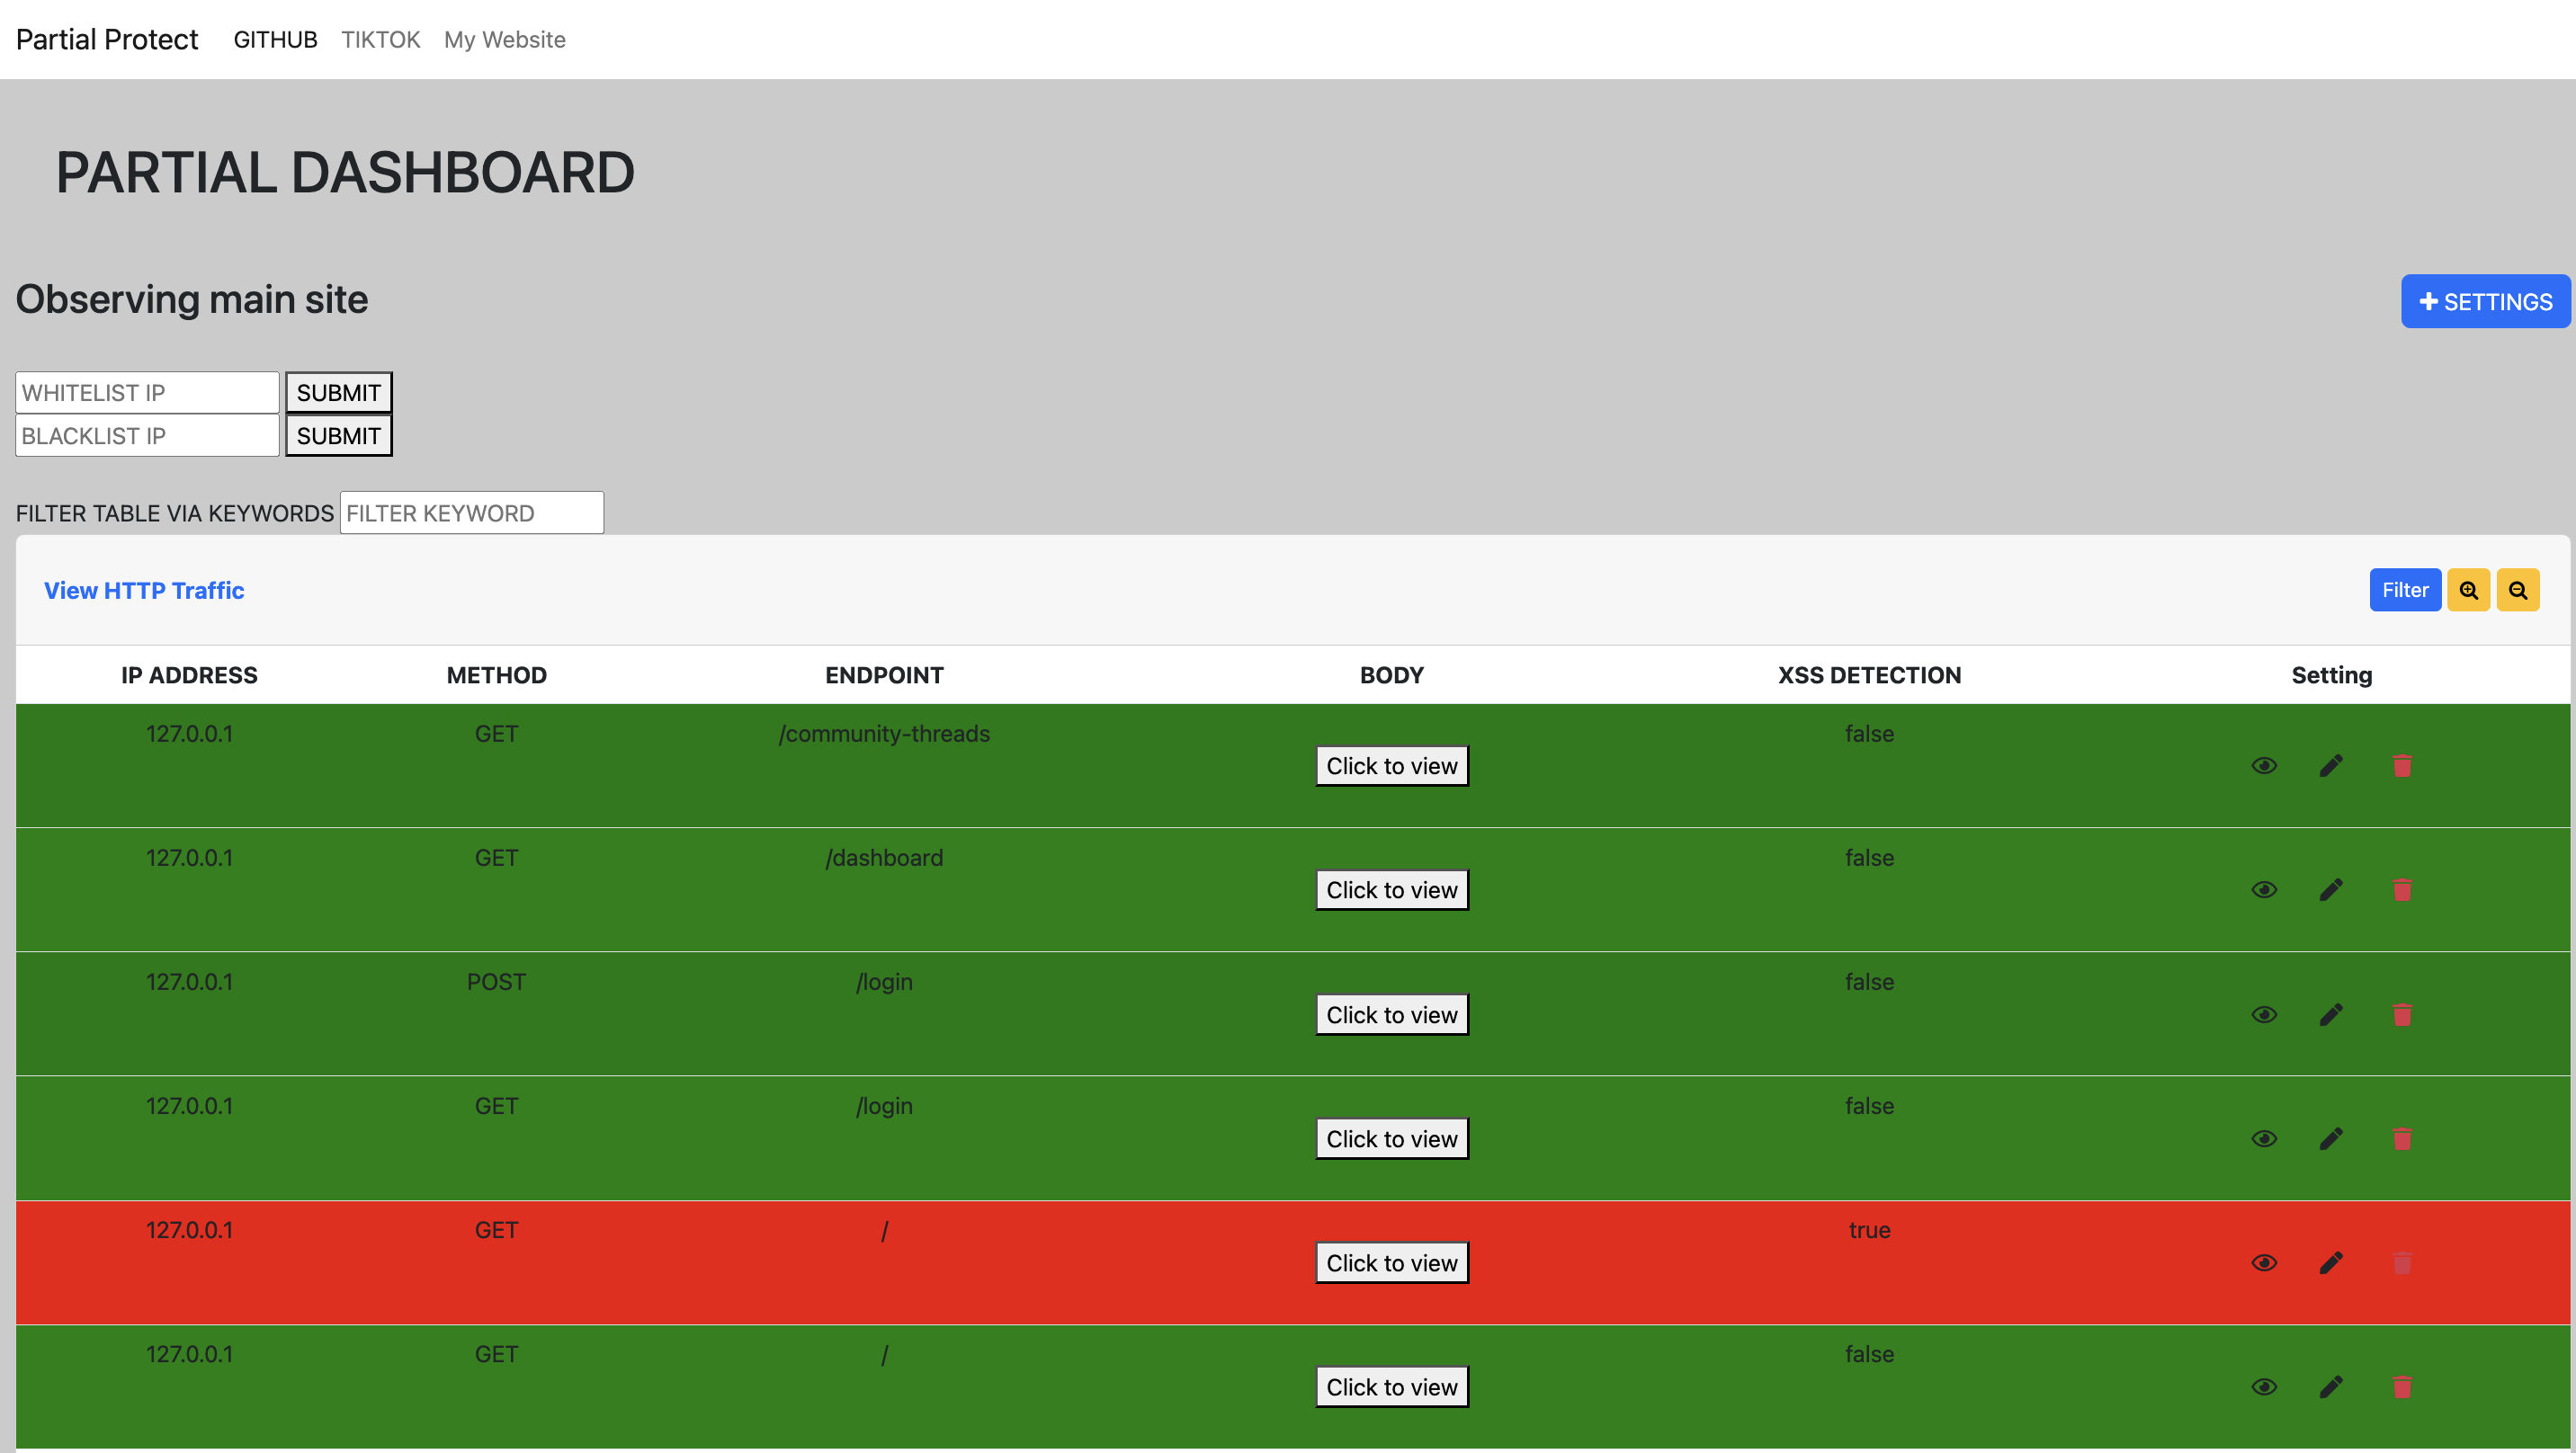 Partial Protect GITHUB TIKTOK My Website
PARTIAL DASHBOARD
Observing main site
SETTINGS
WHITELIST IP SUBMIT
BLACKLIST IP SUBMIT
FILTER TABLE VIA KEYWORDS FILTER KEYWORD
View HTTP Traffic Filter
IP ADDRESS METHOD ENDPOINT BODY XSS DETECTION Setting
127.0.0.1 GET /community-threads Click to view false
127.0.0.1 GET /dashboard Click to view false
127.0.0.1 POST /login Click to view false
127.0.0.1 GET /login Click to view false
127.0.0.1 GET / Click to view true
127.0.0.1 GET / Click to view false